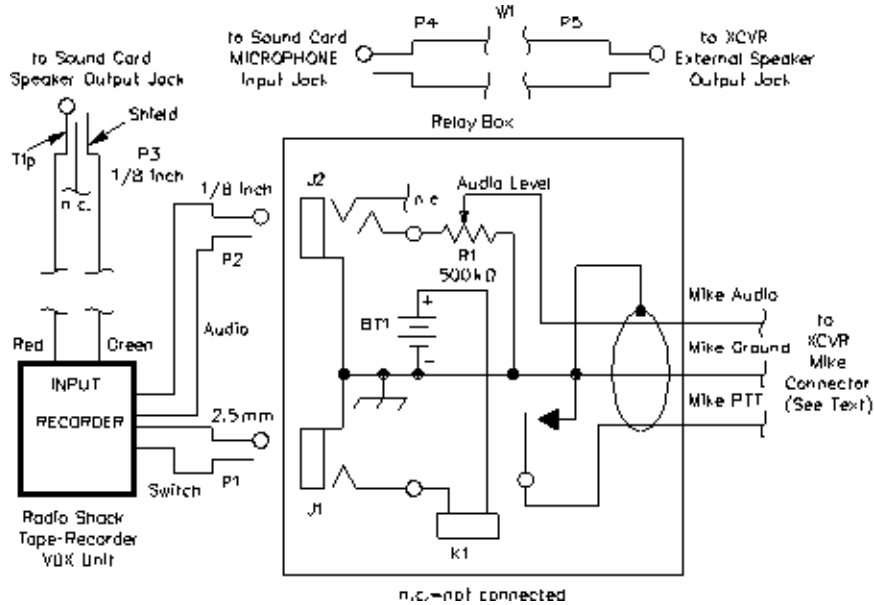 to Sound Card
Speaker Output Jack
Shield
Tip
P3
1/8 Inch
n.c.
Red
Green
INPUT
RECORDER
Radio Shack
Tape-Recorder
VOX Unit
1/8 Inch
P2
Audio
2.5mm
P1
Switch
to Sound Card
MICROPHONE
Input Jack
P4
W1
P5
to XCVR
External Speaker
Output Jack
Relay Box
J2
n.c.
Audio Level
R1
500kΩ
BT1
+
-
J1
K1
Mike Audio
Mike Ground
Mike PTT
to
XCVR
Mike
Connector
(See Text)
n.c.=not connected